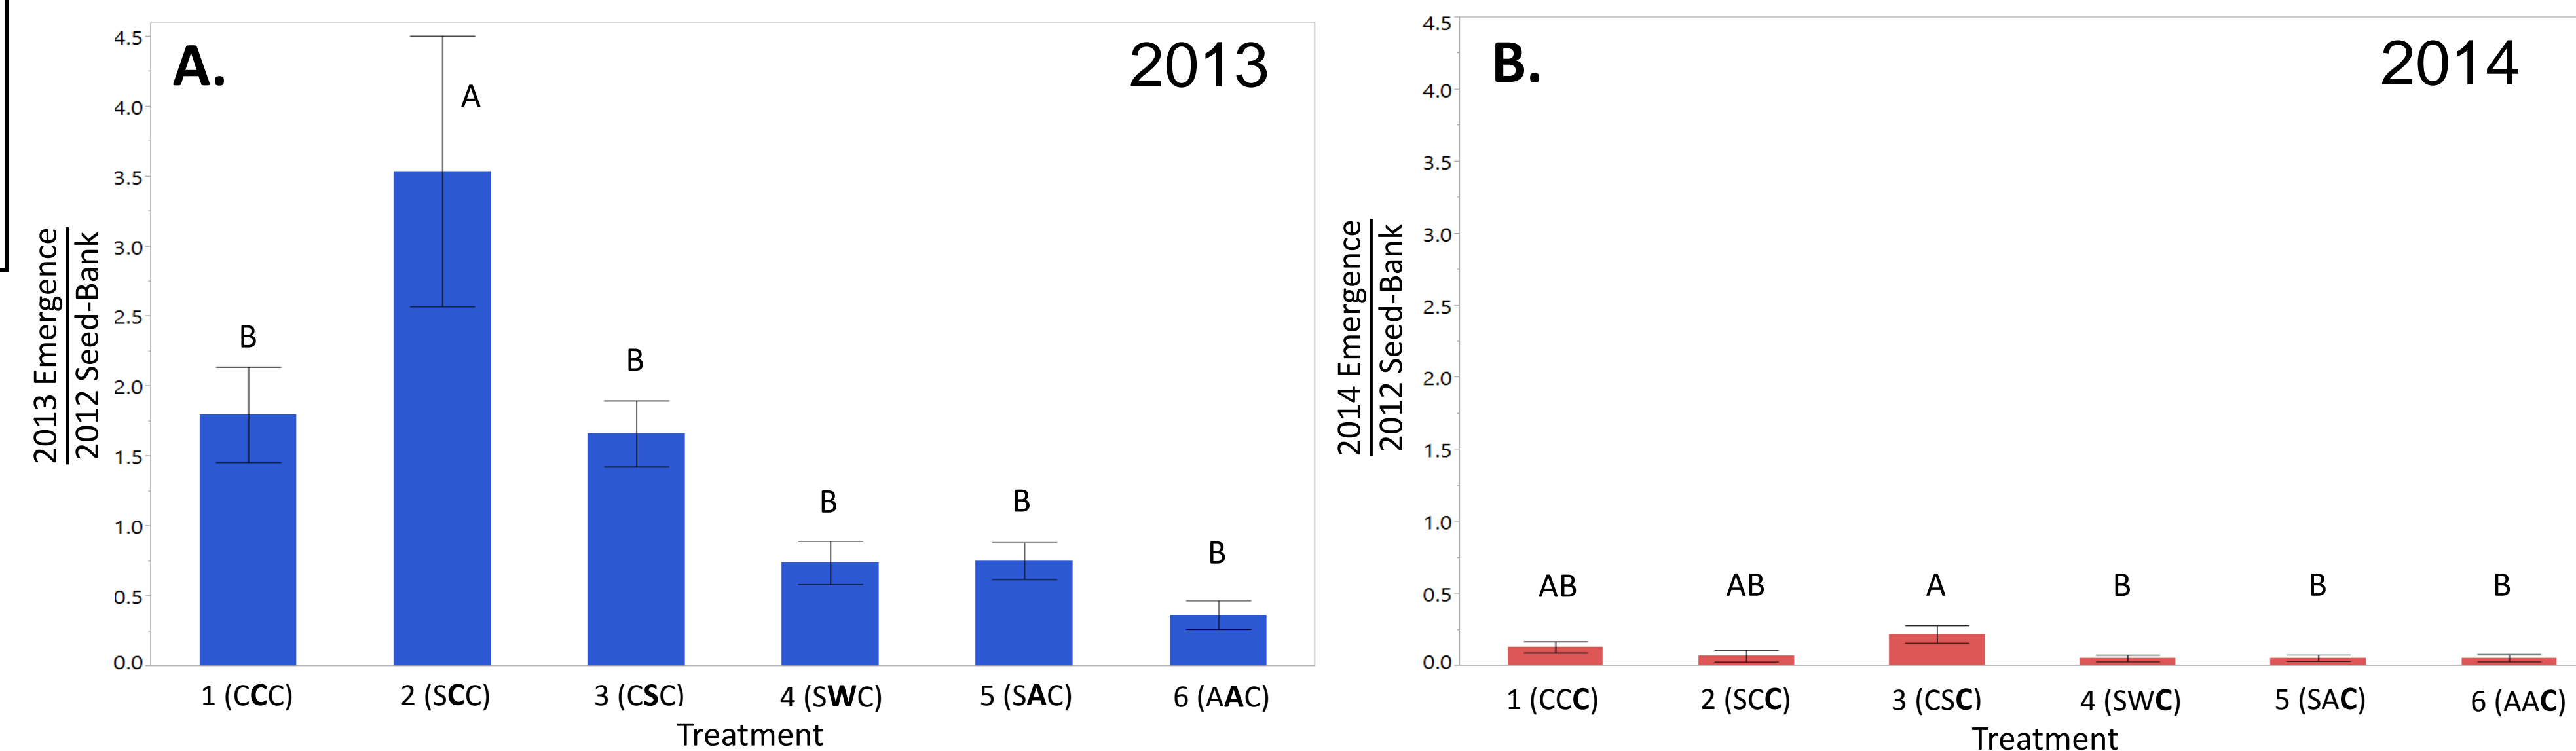 A.
2013
2013 Emergence
2012 Seed-Bank
4.5
4.0
3.5
3.0
2.5
2.0
1.5
1.0
0.5
0.0
B
A
B
B
B
B
1 (CCC)
2 (SCC)
3 (CSC)
4 (SWC)
5 (SAC)
6 (AAC)
Treatment
B.
2014
2014 Emergence
2012 Seed-Bank
4.5
4.0
3.5
3.0
2.5
2.0
1.5
1.0
0.5
0.0
AB
AB
A
B
B
B
1 (CCC)
2 (SCC)
3 (CSC)
4 (SWC)
5 (SAC)
6 (AAC)
Treatment